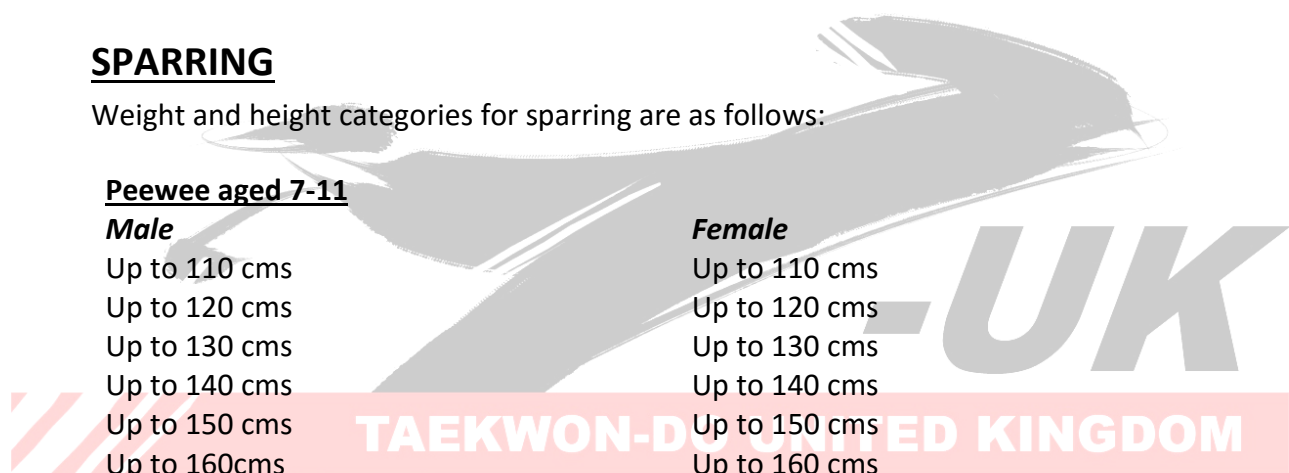 SPARRING
Weight and height categories for sparring are as follows:
Peewee aged 7-11
Male Female
Up to 110 cms Up to 110 cms
Up to 120 cms Up to 120 cms
Up to 130 cms Up to 130 cms
-UK
Up to 140 cms Up to 140 cms
Up to 150 cms Up to 150 cms
TAEKWON-DO UNITED KINGDOM
Up to 160cms Up to 160 cms